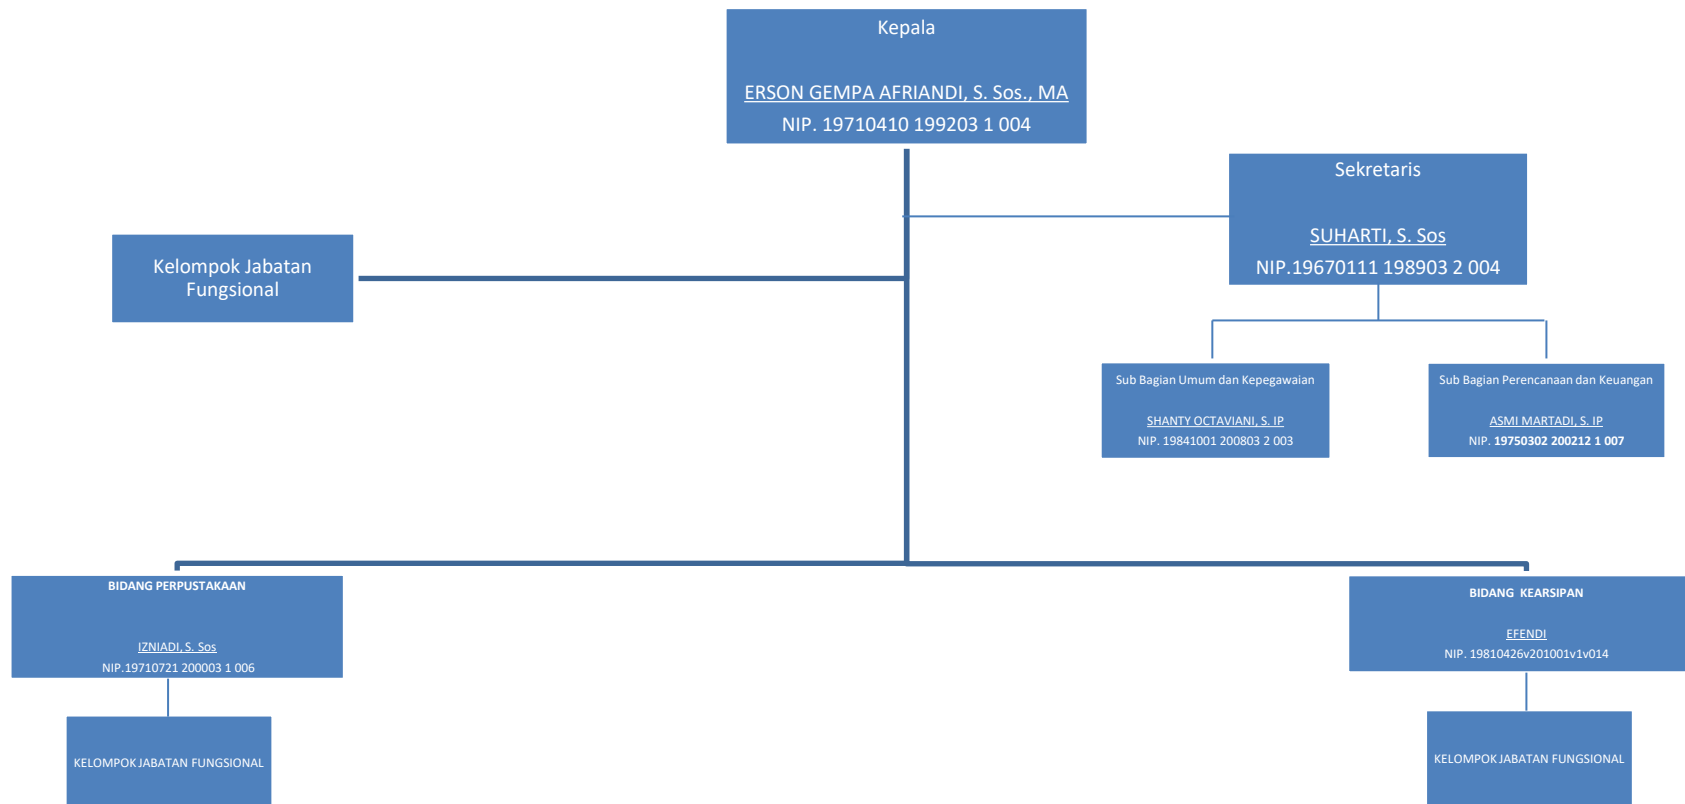 Kepala
ERSON GEMPA AFRIANDI, S. Sos., MA
NIP. 19710410 199203 1 004
Sekretaris
SUHARTI, S. Sos
NIP.19670111 198903 2 004
Kelompok Jabatan
Fungsional
Sub Bagian Umum dan Kepegawaian
SHANTY OCTAVIANI, S. IP
NIP. 19841001 200803 2 003
Sub Bagian Perencanaan dan Keuangan
ASMI MARTADI, S. IP
NIP. 19750302 200212 1 007
BIDANG PERPUSTAKAAN
IZNIADI, S. Sos
NIP.19710721 200003 1 006
BIDANG  KEARSIPAN
EFENDI
NIP. 19810426v201001v1v014
KELOMPOK JABATAN FUNGSIONAL
KELOMPOK JABATAN FUNGSIONAL